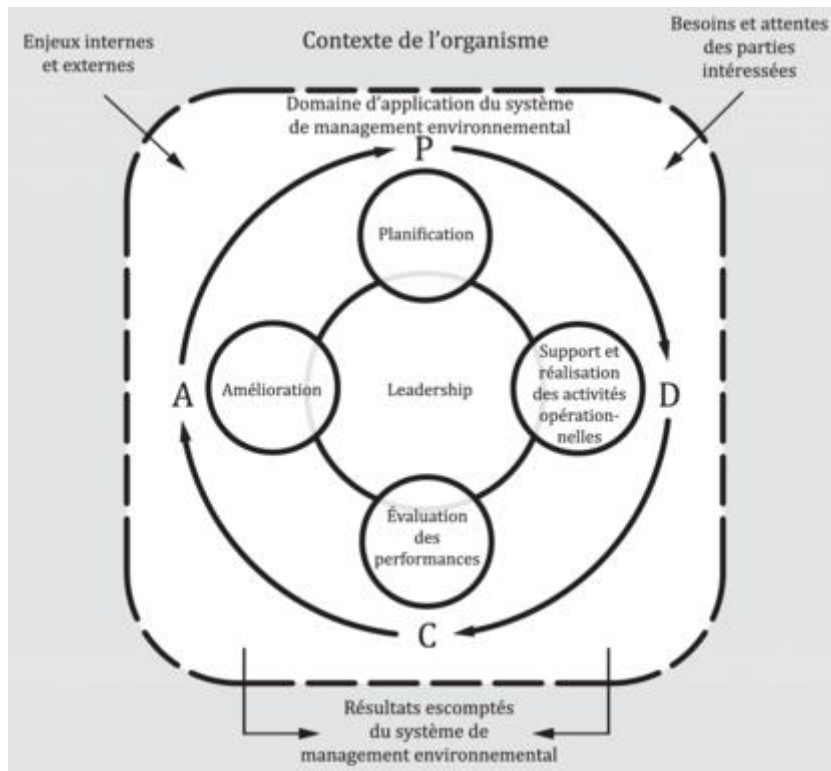 Enjeux internes
et externes
Contexte de l'organisme
Besoins et attentes
des parties
intéressées
Domaine d'application du système
de management environnemental
P
Planification
A
Amélioration
Leadership
Support et
réalisation
des activités
opération-
nelles
D
Évaluation
des
performances
C
Résultats escomptés
du système de
management environnemental